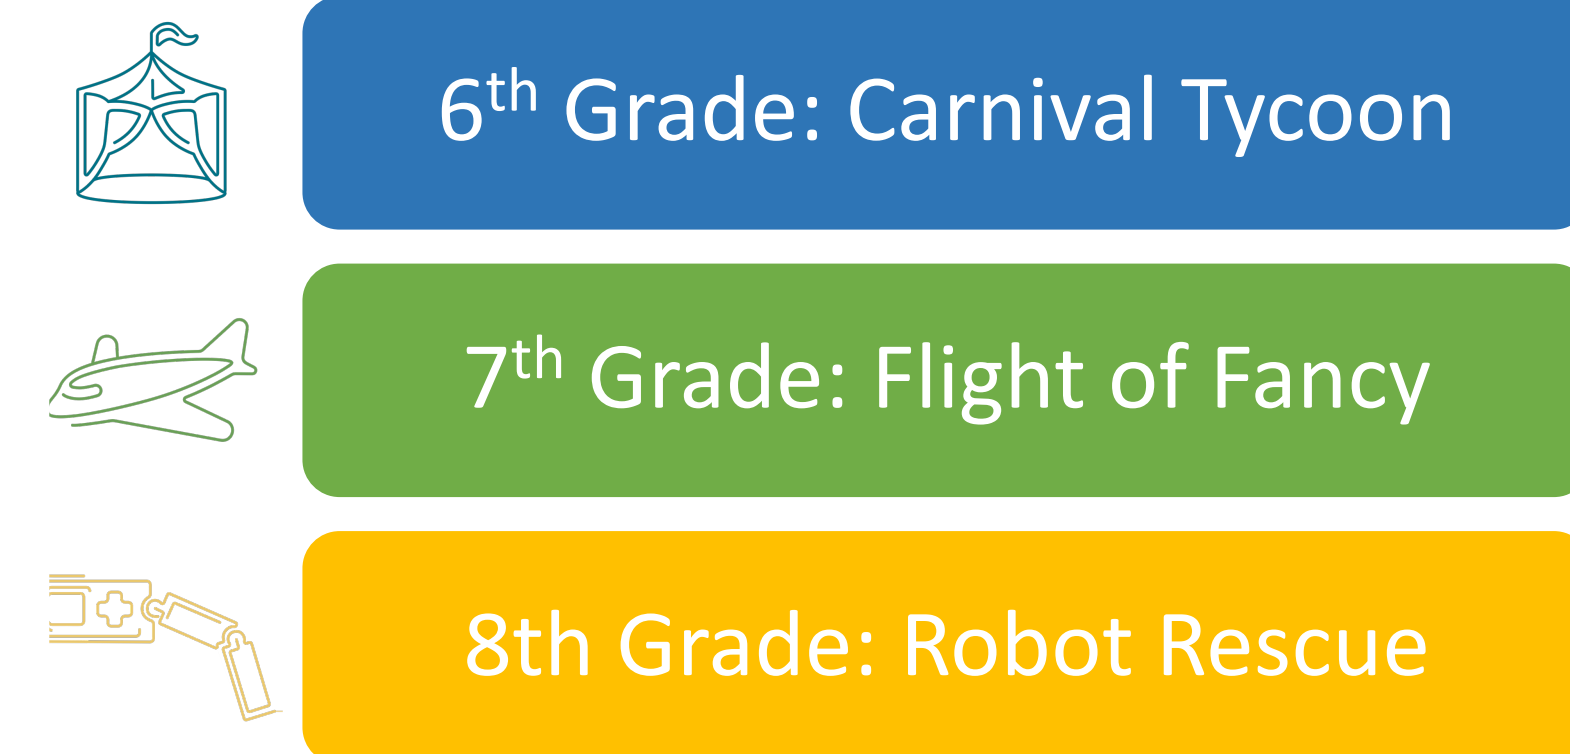 6th Grade: Carnival Tycoon
7th Grade: Flight of Fancy
8th Grade: Robot Rescue